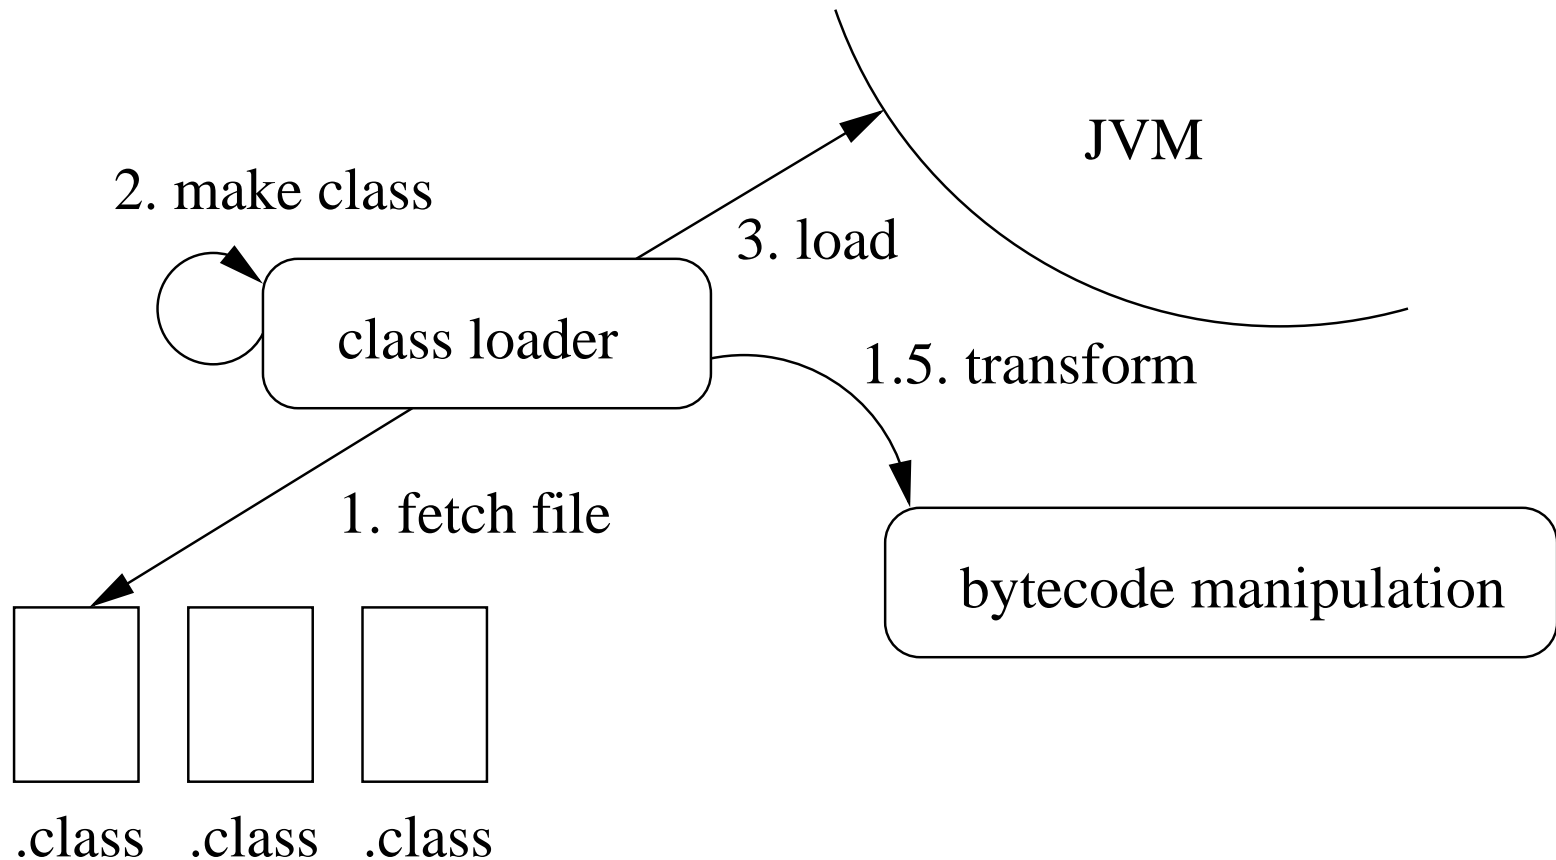 JVM
2. make class
3. load
class loader
1.5. transform
1. fetch file
bytecode manipulation
.class .class .class